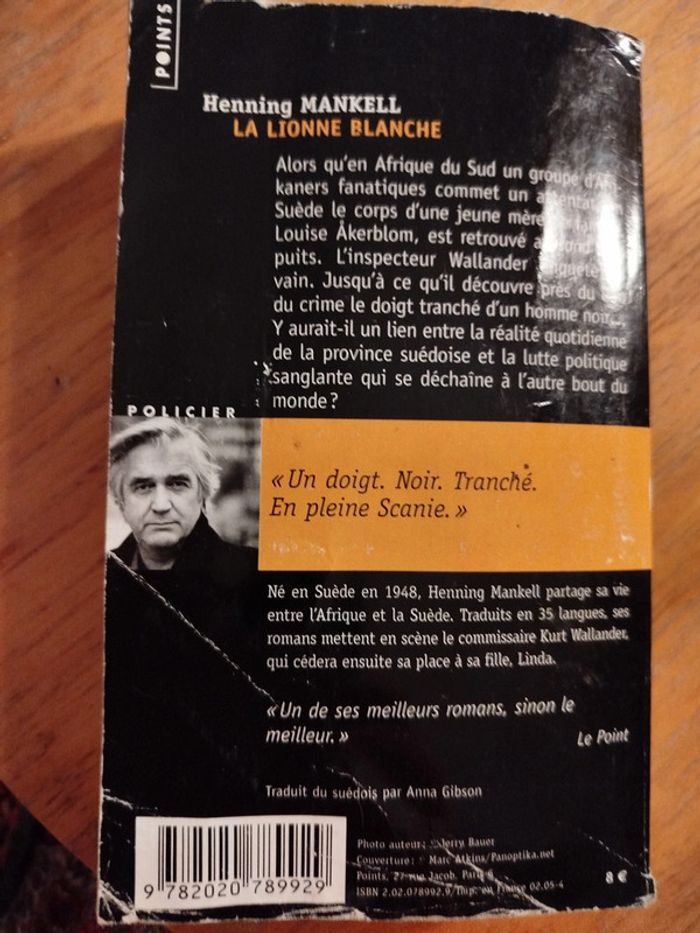 POINTS
Henning MANKELL
LA LIONNE BLANCHE
Alors qu'en Afrique du Sud un groupe d'Afri-
kaners fanatiques commet un attentat
Suède le corps d'une jeune mère
Louise Åkerblom, est retrouvé au fond
puits. L'inspecteur Wallander enquête
vain. Jusqu'à ce qu'il découvre près du
du crime le doigt tranché d'un homme noir...
Y aurait-il un lien entre la réalité quotidienne
de la province suédoise et la lutte politique
sanglante qui se déchaîne à l'autre bout du
monde ?
POLICIER
« Un doigt. Noir. Tranché.
En pleine Scanie. »
Né en Suède en 1948, Henning Mankell partage sa vie
entre l'Afrique et la Suède. Traduits en 35 langues, ses
romans mettent en scène le commissaire Kurt Wallander,
qui cédera ensuite sa place à sa fille, Linda.
« Un de ses meilleurs romans, sinon le
meilleur. »
Le Point
Traduit du suédois par Anna Gibson
Photo auteur : Jerry Bauer
Couverture : Marc Atkins/Panoptika.net
Points, 27 rue Jacob, Paris 6
ISBN 2.02.078992.9/Imp. en France 02.05-4
8 €
9 782020 789929